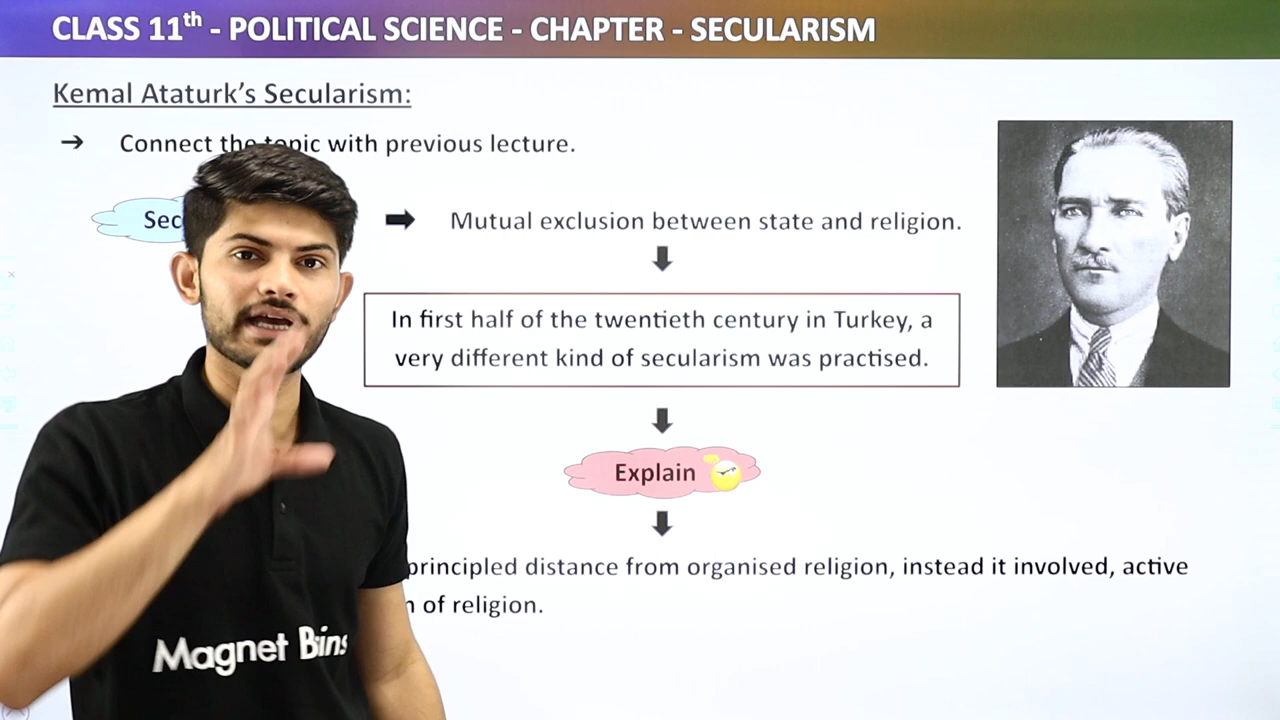 CLASS 11th - POLITICAL SCIENCE - CHAPTER - SECULARISM
Kemal Ataturk's Secularism:
→ Connect the topic with previous lecture.
Mutual exclusion between state and religion.
In first half of the twentieth century in Turkey, a
very different kind of secularism was practised.
Explain
principled distance from organised religion, instead it involved, active
of religion.
Magnet Brains